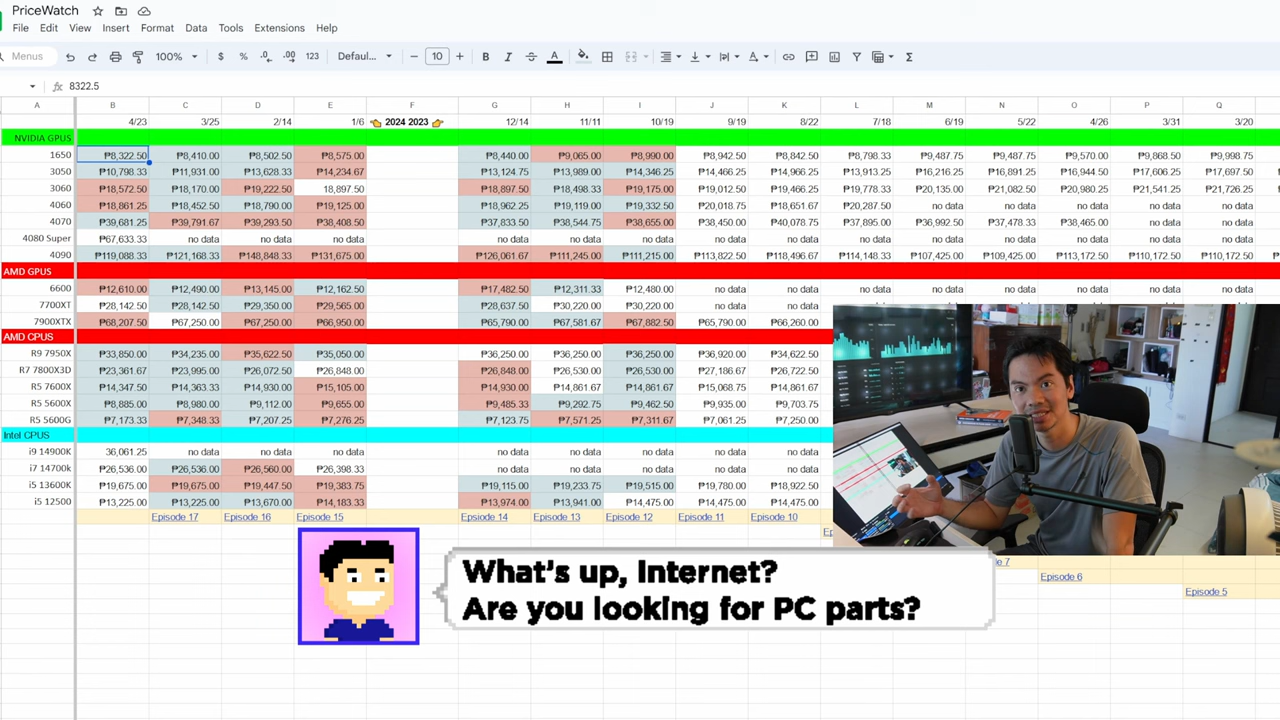 PriceWatch
File Edit View Insert Format Data Tools Extensions Help
Menus 100% $ % .0 .00 123 Defaul... 10 B I A Σ
fx 8322.5
A B C D E F G H I J K L M N O P Q
4/23 3/25 2/14 1/6 👈 2024 2023 👉 12/14 11/11 10/19 9/19 8/22 7/18 6/19 5/22 4/26 3/31 3/20
NVIDIA GPUS
1650 ₱8,322.50 ₱8,410.00 ₱8,502.50 ₱8,575.00 ₱8,440.00 ₱9,065.00 ₱8,990.00 ₱8,942.50 ₱8,842.50 ₱8,798.33 ₱9,487.75 ₱9,487.75 ₱9,570.00 ₱9,868.50 ₱9,998.75
3050 ₱10,798.33 ₱11,931.00 ₱13,628.33 ₱14,234.67 ₱13,124.75 ₱13,989.00 ₱14,346.25 ₱14,466.25 ₱14,966.25 ₱13,913.25 ₱16,216.25 ₱16,891.25 ₱16,944.50 ₱17,606.25 ₱17,697.50
3060 ₱18,572.50 ₱18,170.00 ₱19,222.50 18,897.50 ₱18,897.50 ₱18,498.33 ₱19,175.00 ₱19,012.50 ₱19,466.25 ₱19,778.33 ₱20,135.00 ₱21,082.50 ₱20,980.25 ₱21,541.25 ₱21,726.25
4060 ₱18,861.25 ₱18,452.50 ₱18,790.00 ₱19,125.00 ₱18,962.25 ₱19,119.00 ₱19,332.50 ₱20,018.75 ₱18,651.67 ₱20,287.50 no data no data no data no data no data
4070 ₱39,681.25 ₱39,791.67 ₱39,293.50 ₱38,408.50 ₱37,833.50 ₱38,544.75 ₱38,655.00 ₱38,450.00 ₱40,078.75 ₱37,895.00 ₱36,992.50 ₱37,478.33 ₱38,465.00 no data no data
4080 Super ₱67,633.33 no data no data no data no data no data no data no data no data no data no data no data no data no data no data
4090 ₱119,088.33 ₱121,168.33 ₱148,848.33 ₱131,675.00 ₱126,061.67 ₱111,245.00 ₱111,215.00 ₱113,822.50 ₱118,496.67 ₱114,148.33 ₱107,425.00 ₱109,425.00 ₱113,172.50 ₱110,172.50 ₱110,172.50
AMD GPUS
6600 ₱12,610.00 ₱12,490.00 ₱13,145.00 ₱12,162.50 ₱17,482.50 ₱12,311.33 ₱12,480.00 no data no data no data no data no data no data no data no data
7700XT ₱28,142.50 ₱28,142.50 ₱29,350.00 ₱29,565.00 ₱28,637.50 ₱30,220.00 ₱30,220.00 no data no data
7900XTX ₱68,207.50 ₱67,250.00 ₱67,250.00 ₱66,950.00 ₱65,790.00 ₱67,581.67 ₱67,882.50 ₱65,790.00 ₱66,260.00
AMD CPUS
R9 7950X ₱33,850.00 ₱34,235.00 ₱35,622.50 ₱35,050.00 ₱36,250.00 ₱36,250.00 ₱36,250.00 ₱36,920.00 ₱34,622.50
R7 7800X3D ₱23,361.67 ₱23,995.00 ₱26,072.50 ₱26,848.00 ₱26,848.00 ₱26,530.00 ₱26,530.00 ₱27,186.67 ₱26,722.50
R5 7600X ₱14,347.50 ₱14,363.33 ₱14,930.00 ₱15,105.00 ₱14,930.00 ₱14,861.67 ₱14,861.67 ₱15,068.75 ₱14,861.67
R5 5600X ₱8,885.00 ₱8,980.00 ₱9,112.00 ₱9,655.00 ₱9,485.33 ₱9,292.75 ₱9,462.50 ₱9,935.00 ₱9,703.75
R5 5600G ₱7,173.33 ₱7,348.33 ₱7,207.25 ₱7,276.25 ₱7,123.75 ₱7,571.25 ₱7,311.67 ₱7,061.25 ₱7,250.00
Intel CPUS
i9 14900K 36,061.25 no data no data no data no data no data no data no data no data
i7 14700k ₱26,536.00 ₱26,536.00 ₱26,560.00 ₱26,398.33 no data no data no data no data no data
i5 13600K ₱19,675.00 ₱19,675.00 ₱19,447.50 ₱19,383.75 ₱19,115.00 ₱19,233.75 ₱19,515.00 ₱19,780.00 ₱18,922.50
i5 12500 ₱13,225.00 ₱13,225.00 ₱13,670.00 ₱14,183.33 ₱13,974.00 ₱13,941.00 ₱14,475.00 ₱14,475.00 ₱14,475.00
Episode 17 Episode 16 Episode 15 Episode 14 Episode 13 Episode 12 Episode 11 Episode 10
Episode 6
Episode 5
What's up, Internet?
Are you looking for PC parts?